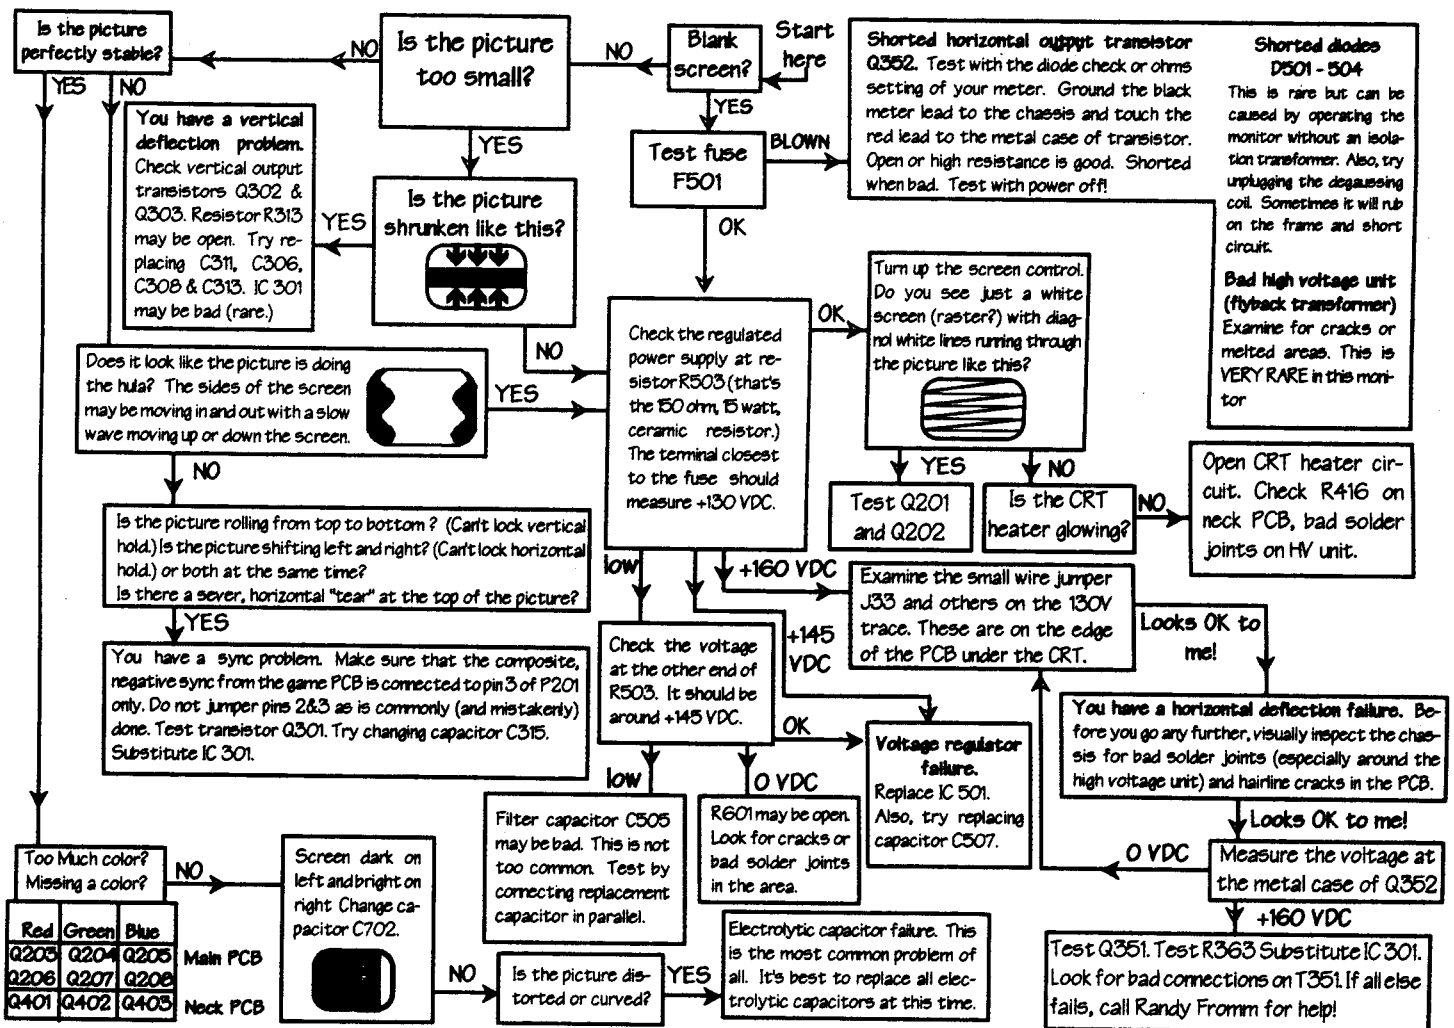 Is the picture
perfectly stable?
NO
Is the picture
too small?
NO
Blank
screen?
Start
here
YES
NO
YES
YES
You have a vertical
deflection problem.
Check vertical output
transistors Q302 &
Q303. Resistor R313
may be open. Try re-
placing C311, C306,
C308 & C313. IC 301
may be bad (rare.)
YES
Is the picture
shrunken like this?
NO
Test fuse
F501
BLOWN
OK
Shorted horizontal output transistor
Q352. Test with the diode check or ohms
setting of your meter. Ground the black
meter lead to the chassis and touch the
red lead to the metal case of transistor.
Open or high resistance is good. Shorted
when bad. Test with power off!
Shorted diodes
D501 - 504
This is rare but can be
caused by operating the
monitor without an isola-
tion transformer. Also, try
unplugging the degaussing
coil. Sometimes it will rub
on the frame and short
circuit.
Bad high voltage unit
(flyback transformer)
Examine for cracks or
melted areas. This is
VERY RARE in this moni-
tor
Does it look like the picture is doing
the hula? The sides of the screen
may be moving in and out with a slow
wave moving up or down the screen.
YES
NO
Check the regulated
power supply at re-
sistor R503 (that's
the 150 ohm, 15 watt,
ceramic resistor.)
The terminal closest
to the fuse should
measure +130 VDC.
OK
Turn up the screen control.
Do you see just a white
screen (raster?) with diag-
nol white lines running through
the picture like this?
YES
NO
Test Q201
and Q202
Is the CRT
heater glowing?
NO
Open CRT heater cir-
cuit. Check R416 on
neck PCB, bad solder
joints on HV unit.
Is the picture rolling from top to bottom ? (Can't lock vertical
hold.) Is the picture shifting left and right? (Can't lock horizontal
hold.) or both at the same time?
Is there a sever, horizontal "tear" at the top of the picture?
YES
low
+160 VDC
+145
VDC
Examine the small wire jumper
J33 and others on the 130V
trace. These are on the edge
of the PCB under the CRT.
Looks OK to
me!
You have a sync problem. Make sure that the composite,
negative sync from the game PCB is connected to pin 3 of P201
only. Do not jumper pins 2&3 as is commonly (and mistakenly)
done. Test transistor Q301. Try changing capacitor C315.
Substitute IC 301.
Check the voltage
at the other end of
R503. It should be
around +145 VDC.
OK
low
0 VDC
Voltage regulator
failure.
Replace IC 501.
Also, try replacing
capacitor C507.
You have a horizontal deflection failure. Be-
fore you go any further, visually inspect the chas-
sis for bad solder joints (especially around the
high voltage unit) and hairline cracks in the PCB.
Looks OK to me!
0 VDC
Measure the voltage at
the metal case of Q352
+160 VDC
Test Q351. Test R363 Substitute IC 301.
Look for bad connections on T351. If all else
fails, call Randy Fromm for help!
Filter capacitor C505
may be bad. This is not
too common. Test by
connecting replacement
capacitor in parallel.
R601 may be open.
Look for cracks or
bad solder joints
in the area.
Too Much color?
Missing a color?
NO
Screen dark on
left and bright on
right Change ca-
pacitor C702.
NO
Is the picture dis-
torted or curved?
YES
Electrolytic capacitor failure. This
is the most common problem of
all. It's best to replace all elec-
trolytic capacitors at this time.
Red Green Blue
Q203 Q204 Q205 Main PCB
Q206 Q207 Q208
Q401 Q402 Q403 Neck PCB